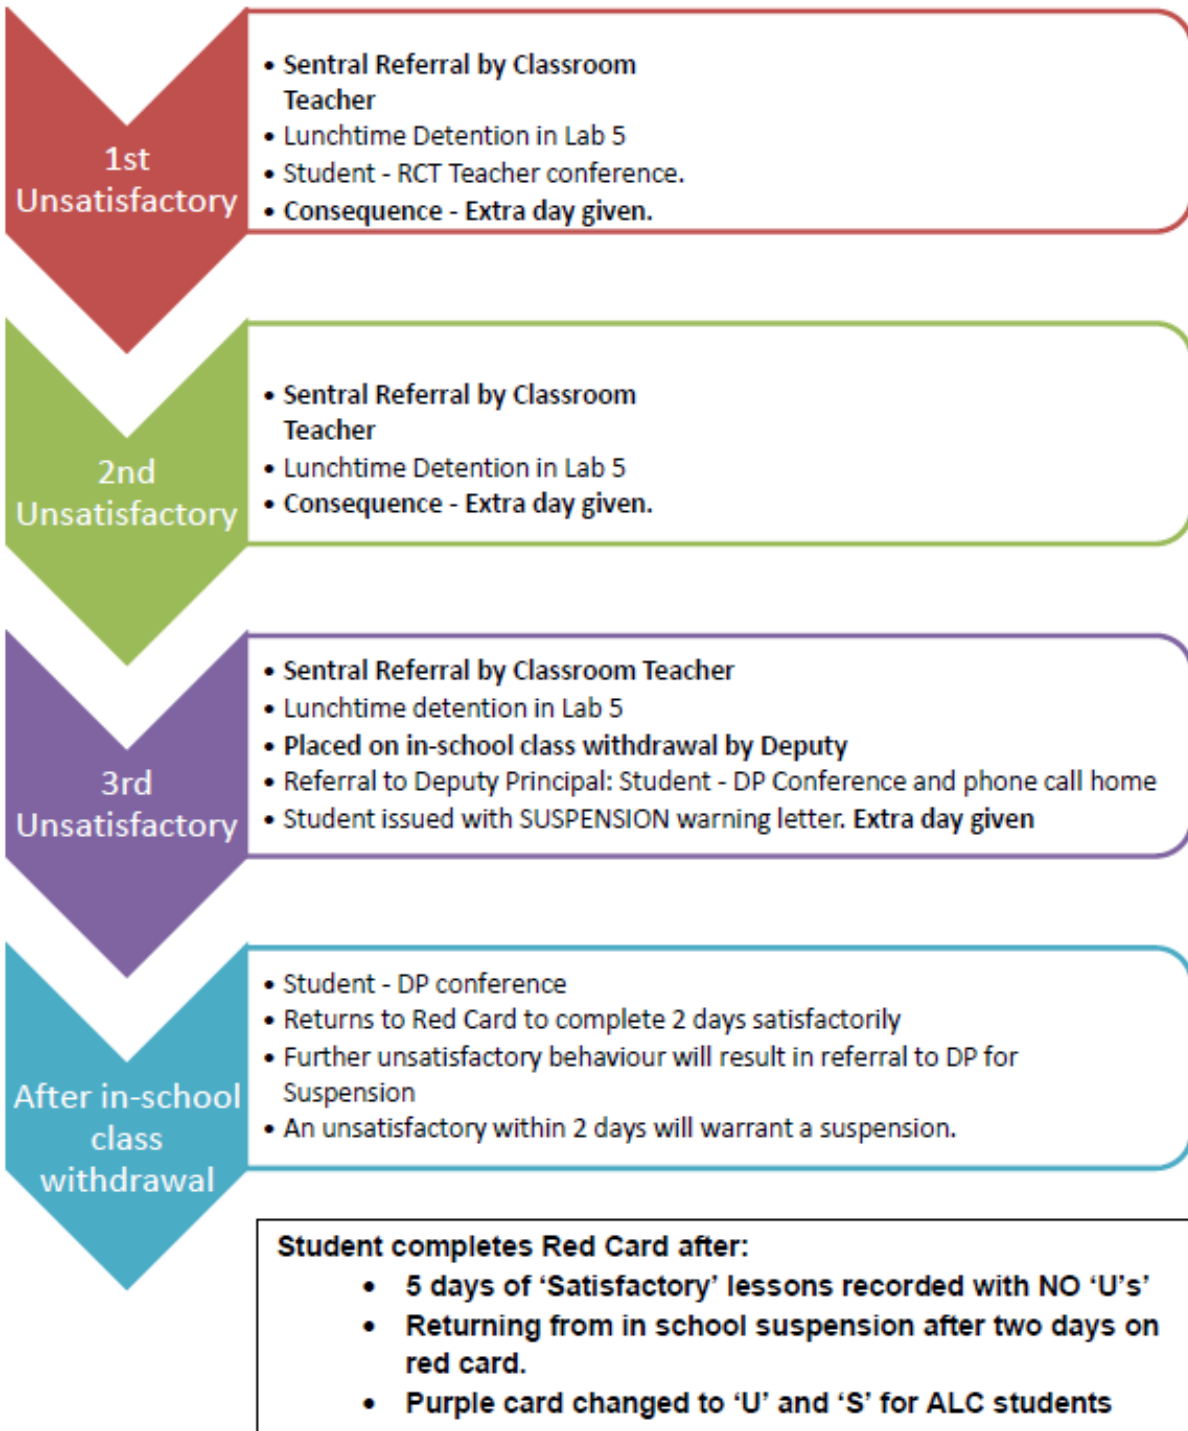 1st
Unsatisfactory
• Sentral Referral by Classroom
Teacher
• Lunchtime Detention in Lab 5
• Student - RCT Teacher conference.
• Consequence - Extra day given.
2nd
Unsatisfactory
• Sentral Referral by Classroom
Teacher
• Lunchtime Detention in Lab 5
• Consequence - Extra day given.
3rd
Unsatisfactory
• Sentral Referral by Classroom Teacher
• Lunchtime detention in Lab 5
• Placed on in-school class withdrawal by Deputy
• Referral to Deputy Principal: Student - DP Conference and phone call home
• Student issued with SUSPENSION warning letter. Extra day given
After in-school
class
withdrawal
• Student - DP conference
• Returns to Red Card to complete 2 days satisfactorily
• Further unsatisfactory behaviour will result in referral to DP for
Suspension
• An unsatisfactory within 2 days will warrant a suspension.
Student completes Red Card after:
• 5 days of ‘Satisfactory’ lessons recorded with NO ‘U’s’
• Returning from in school suspension after two days on
red card.
• Purple card changed to ‘U’ and ‘S’ for ALC students